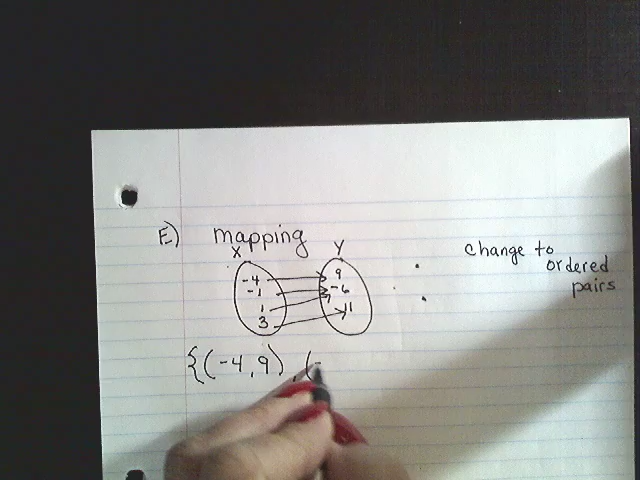 E) mapping
X Y
-4 9
-1 -6
1 11
3
change to
ordered
pairs
{(-4,9), (-